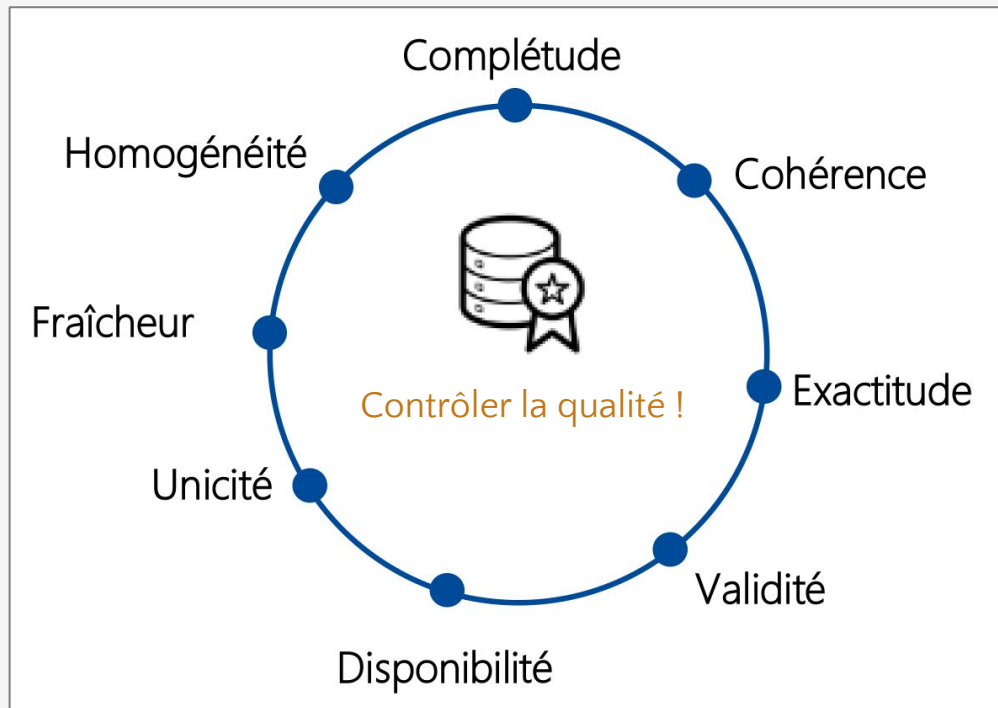 Complétude
Homogénéité
Cohérence
Fraîcheur
Exactitude
Contrôler la qualité !
Unicité
Validité
Disponibilité